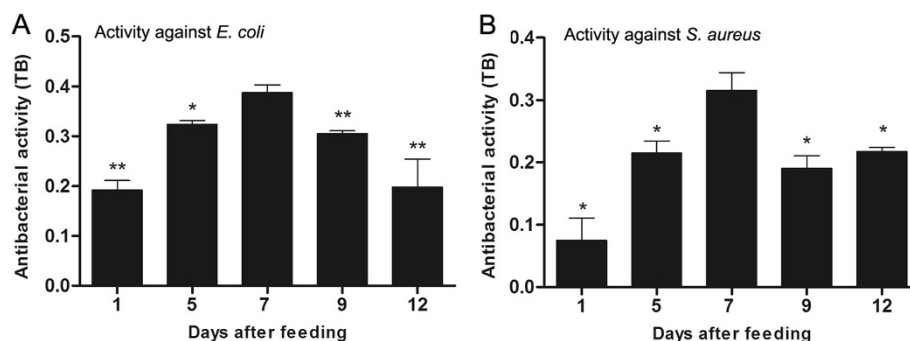 A
Activity against E. coli
Antibacterial activity (TB)
0.5
0.4
0.3
0.2
0.1
0.0
**
*
**
**
1 5 7 9 12
Days after feeding
B
Activity against S. aureus
Antibacterial activity (TB)
0.4
0.3
0.2
0.1
0.0
*
*
*
*
1 5 7 9 12
Days after feeding